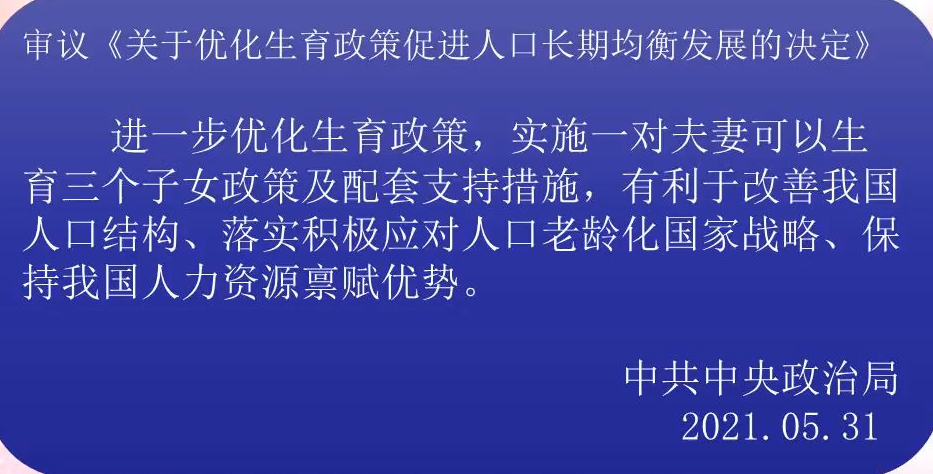 审议《关于优化生育政策促进人口长期均衡发展的决定》
进一步优化生育政策，实施一对夫妻可以生
育三个子女政策及配套支持措施，有利于改善我国
人口结构、落实积极应对人口老龄化国家战略、保
持我国人力资源禀赋优势。
中共中央政治局
2021.05.31